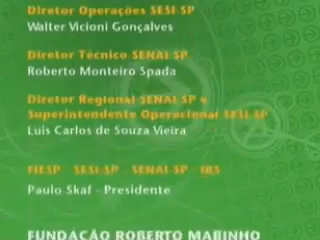 Diretor Operações SESI-SP
Walter Vicioni Gonçalves
Diretor Técnico SENAI-SP
Roberto Monteiro Spada
Diretor Regional SENAI-SP e
Superintendente Operacional SESI-SP
Luis Carlos de Souza Vieira
FIESP - SESI-SP - SENAI-SP - IRS
Paulo Skaf - Presidente
FUNDAÇÃO ROBERTO MARINHO